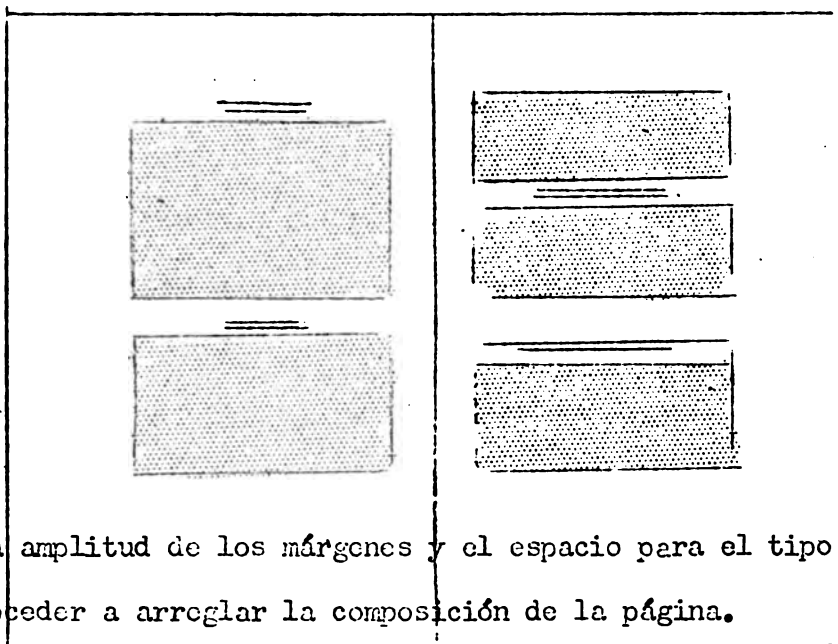 amplitud de los márgenes y el espacio para el tipo
ceder a arreglar la composición de la página.